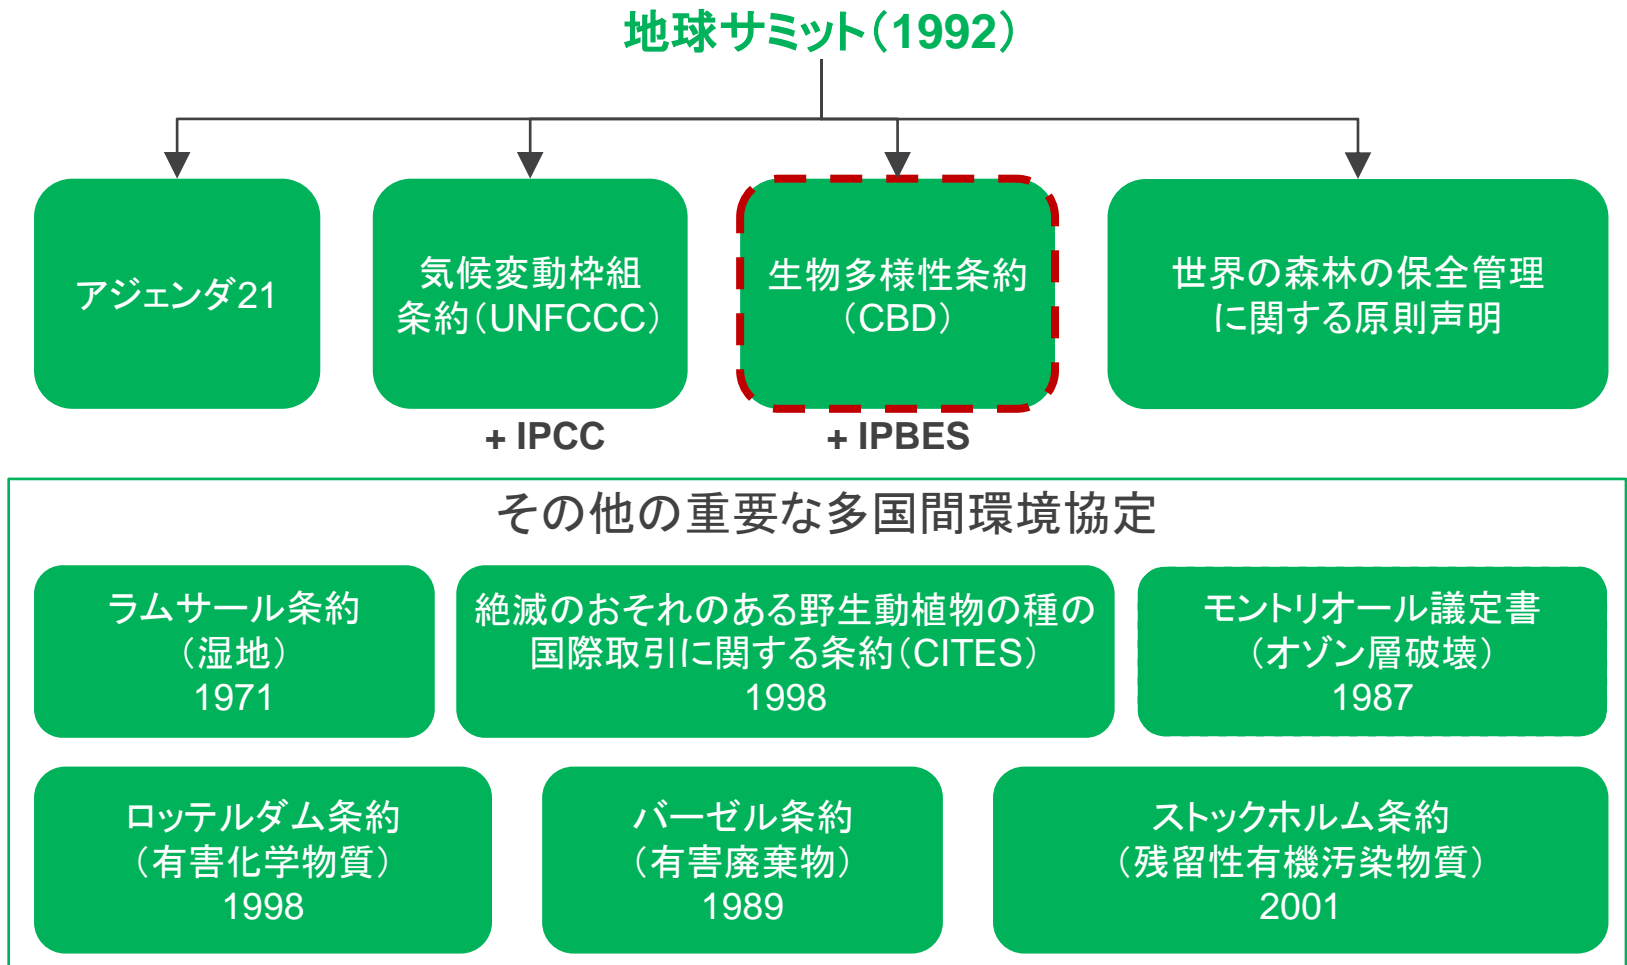 地球サミット（1992）
アジェンダ21
気候変動枠組
条約（UNFCCC）
生物多様性条約
（CBD）
世界の森林の保全管理
に関する原則声明
+ IPCC
+ IPBES
その他の重要な多国間環境協定
ラムサール条約
（湿地）
1971
絶滅のおそれのある野生動植物の種の
国際取引に関する条約（CITES）
1998
モントリオール議定書
（オゾン層破壊）
1987
ロッテルダム条約
（有害化学物質）
1998
バーゼル条約
（有害廃棄物）
1989
ストックホルム条約
（残留性有機汚染物質）
2001